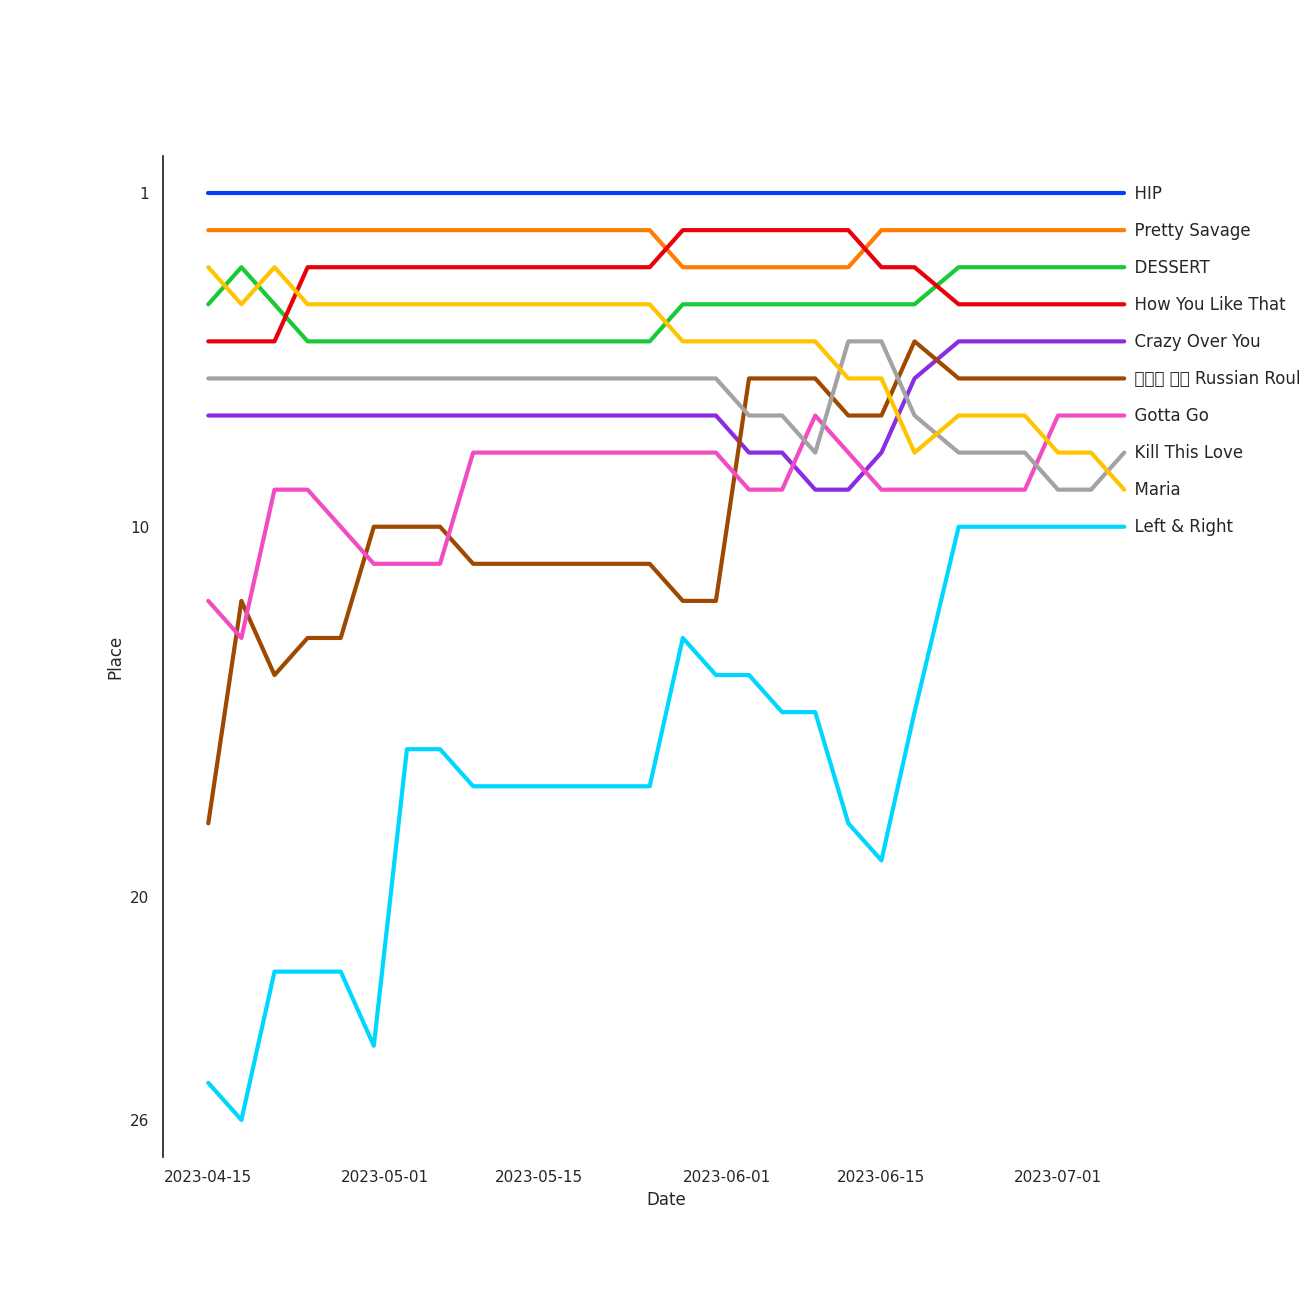 1
HIP
Pretty Savage
DESSERT
How You Like That
Crazy Over You
Russian Roul
Gotta Go
Kill This Love
Maria
10
Left & Right
Place
20
26
2023-04-15
2023-05-01
2023-05-15
2023-06-01
2023-06-15
2023-07-01
Date